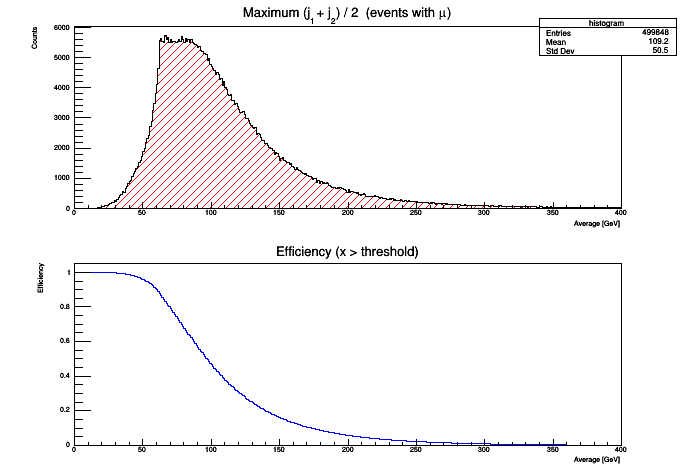 Maximum (j1 + j2) / 2 (events with μ)
histogram
Entries 499848
Mean 109.2
Std Dev 50.5
Counts
6000
5000
4000
3000
2000
1000
0
0 50 100 150 200 250 300 350 400
Average [GeV]
Efficiency (x > threshold)
Efficiency
1
0.8
0.6
0.4
0.2
0
0 50 100 150 200 250 300 350 400
Average [GeV]